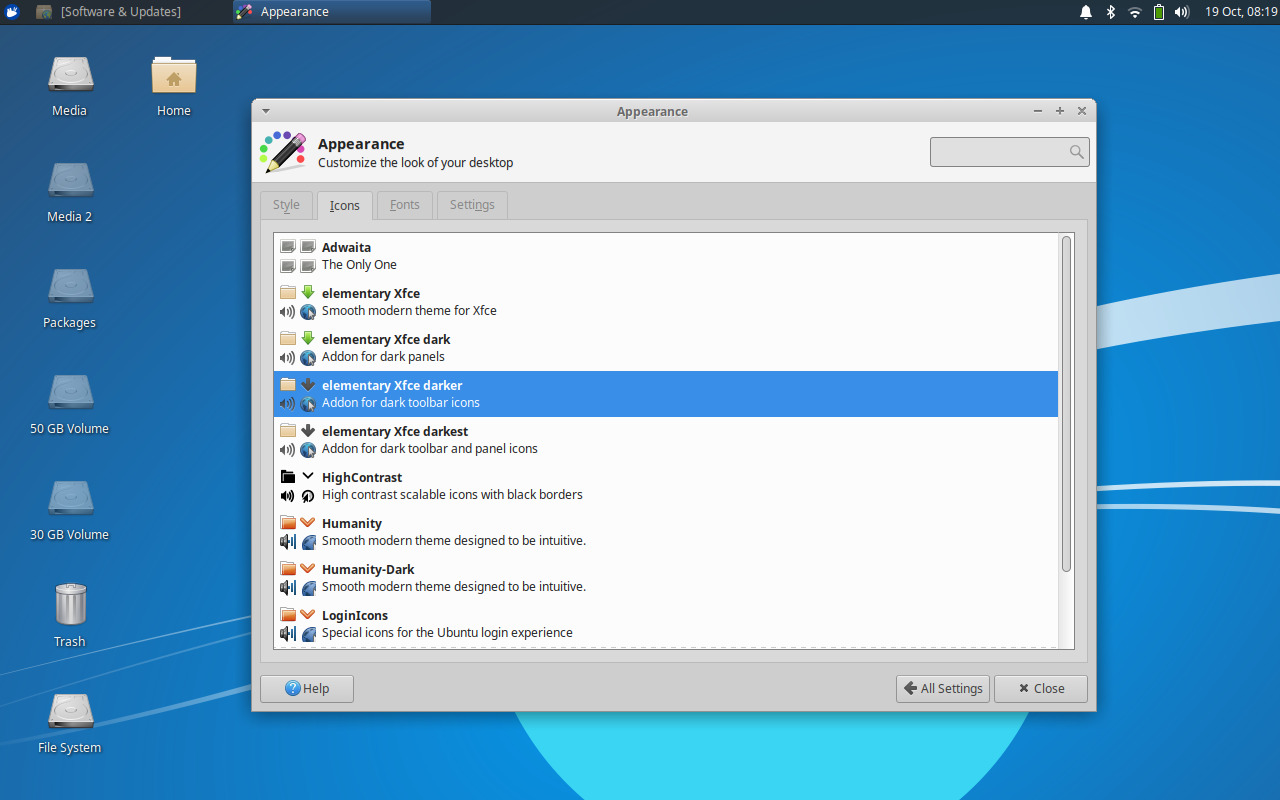 [Software & Updates]
Appearance
19 Oct, 08:19
Media
Home
Media 2
Packages
50 GB Volume
30 GB Volume
Trash
File System
Appearance
Appearance
Customize the look of your desktop
Style
Icons
Fonts
Settings
Adwaita
The Only One
elementary Xfce
Smooth modern theme for Xfce
elementary Xfce dark
Addon for dark panels
elementary Xfce darker
Addon for dark toolbar icons
elementary Xfce darkest
Addon for dark toolbar and panel icons
HighContrast
High contrast scalable icons with black borders
Humanity
Smooth modern theme designed to be intuitive.
Humanity-Dark
Smooth modern theme designed to be intuitive.
LoginIcons
Special icons for the Ubuntu login experience
Help
All Settings
Close